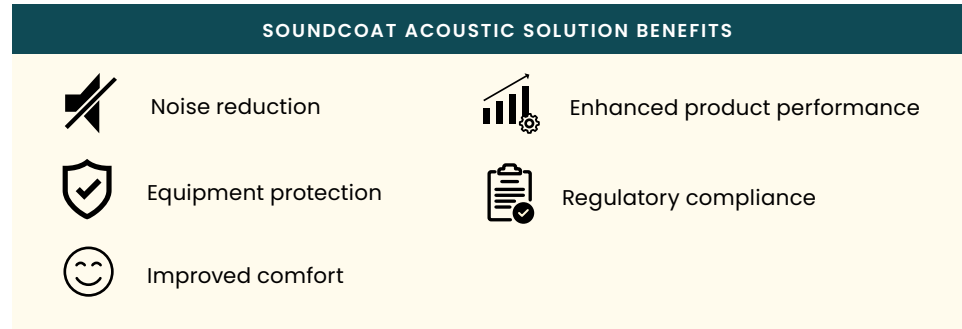 SOUNDCOAT ACOUSTIC SOLUTION BENEFITS
Noise reduction
Enhanced product performance
Equipment protection
Regulatory compliance
Improved comfort